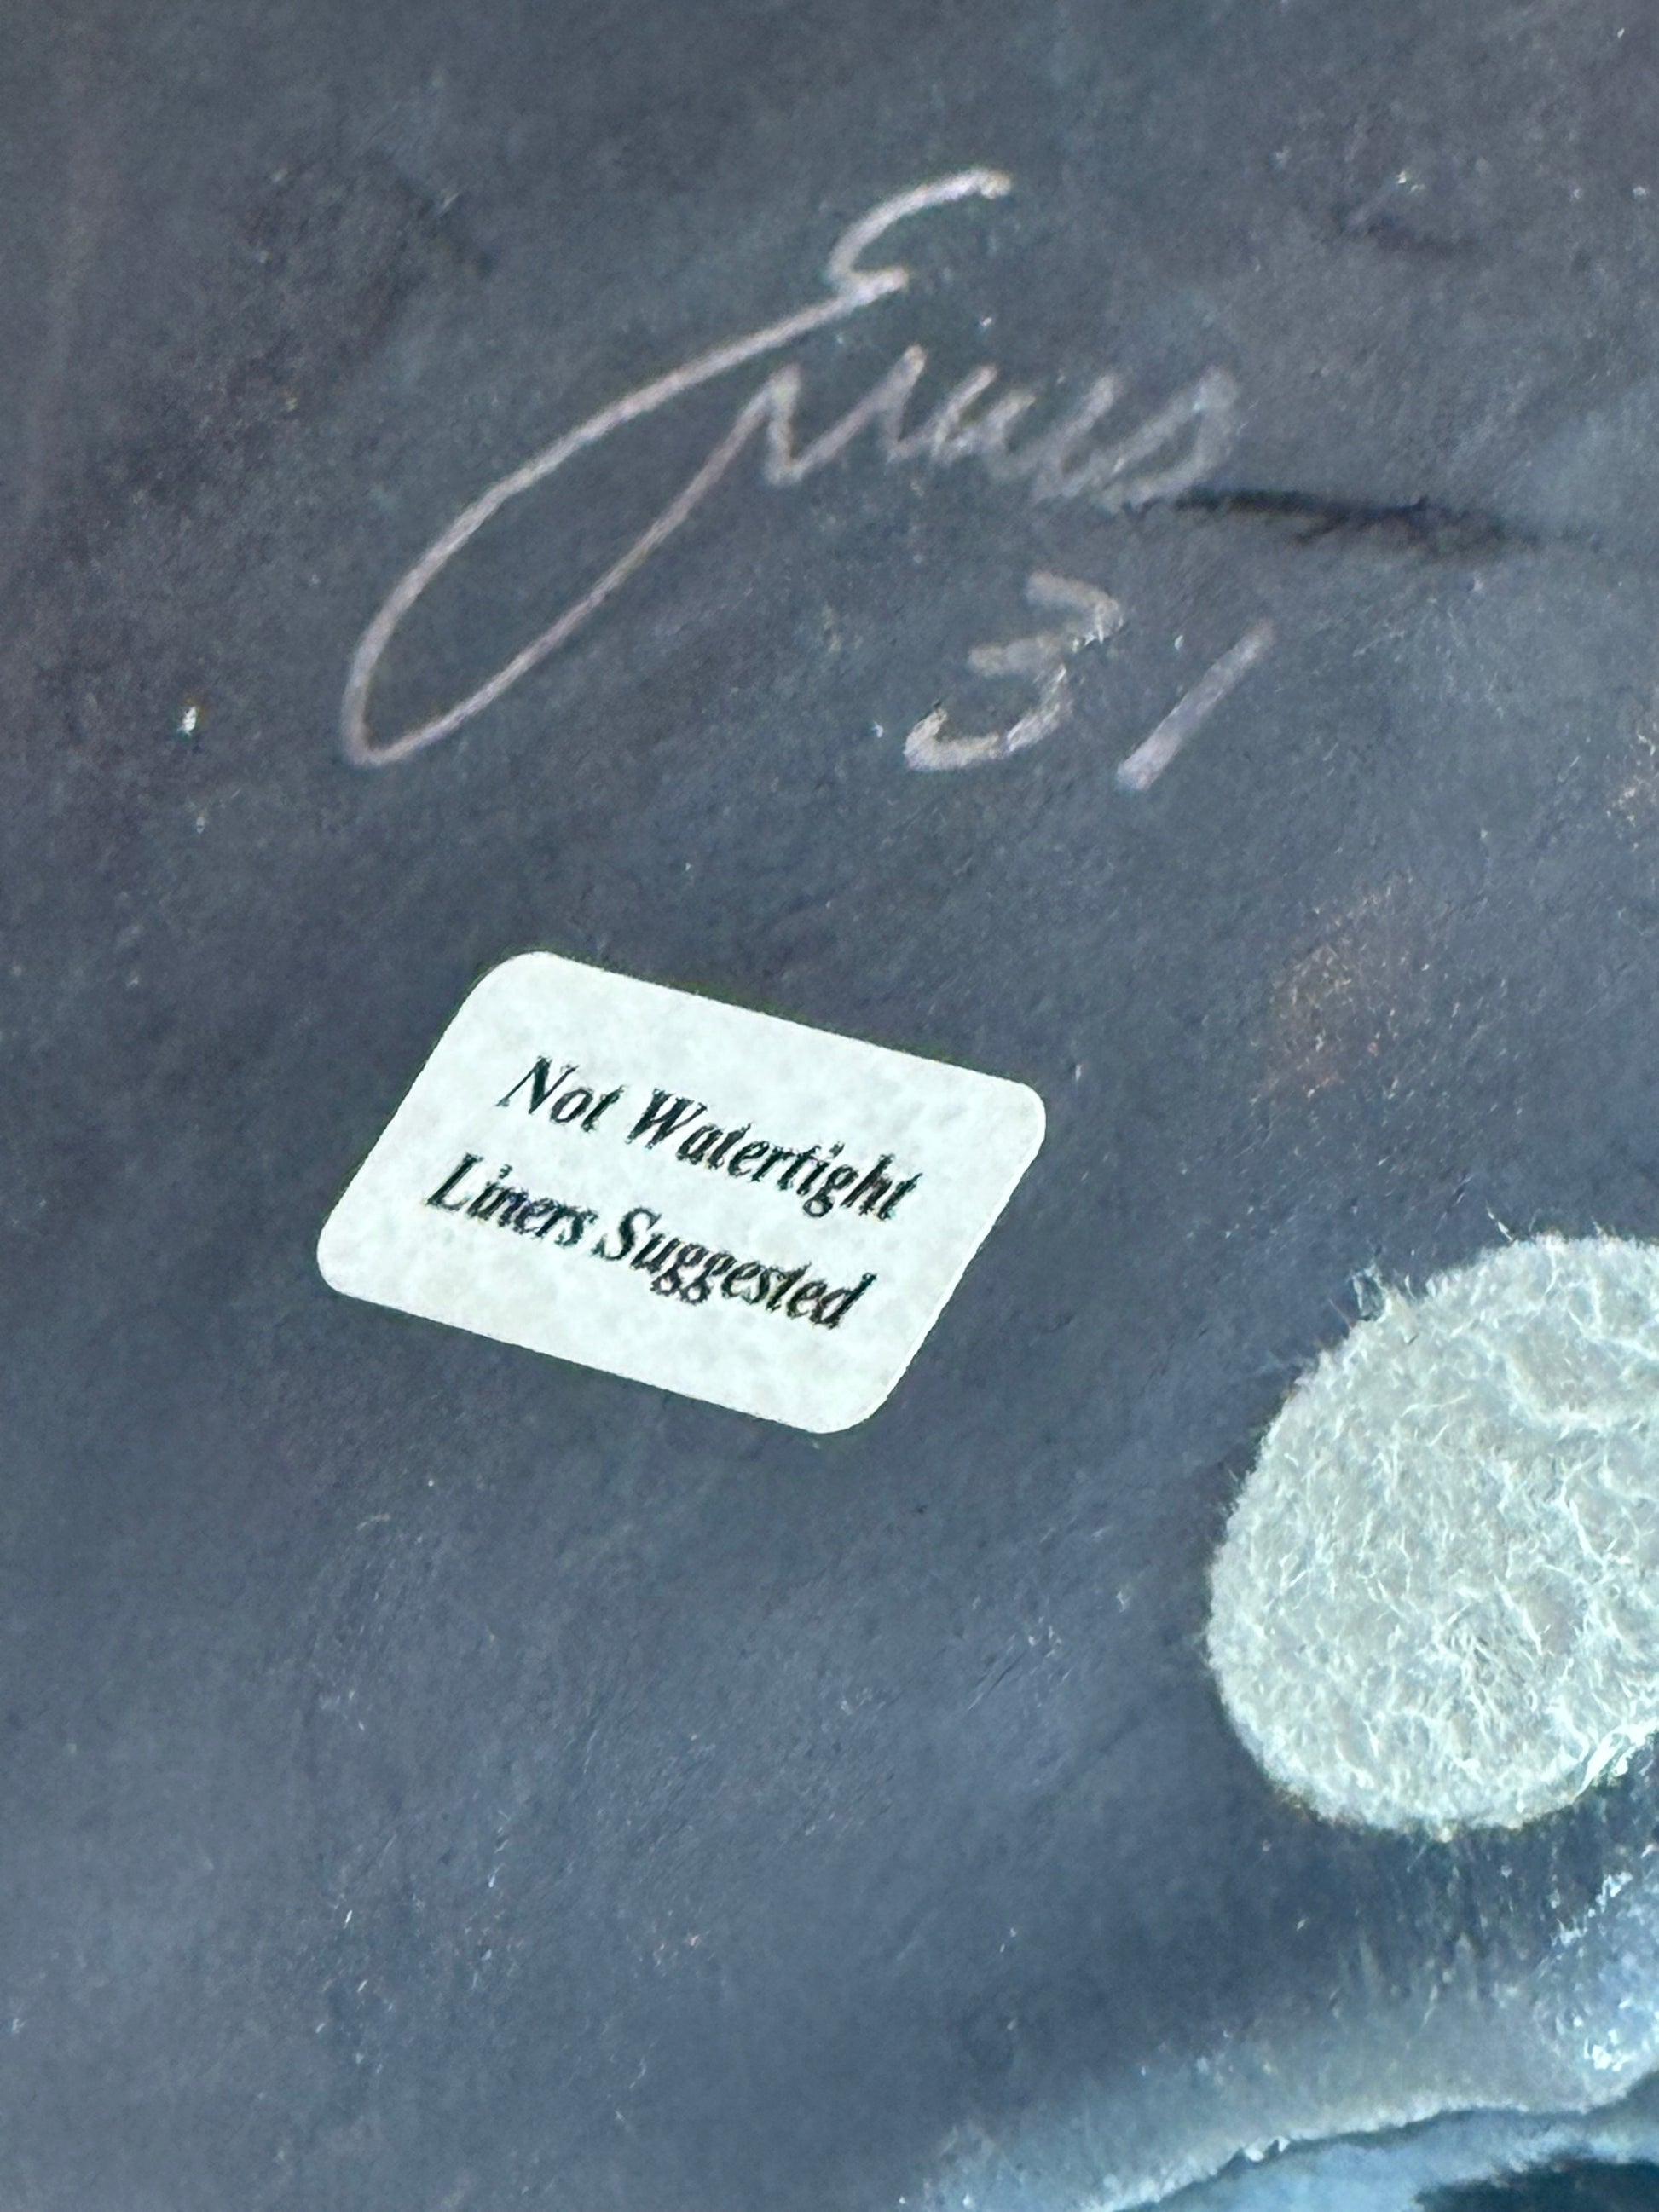 31
Not Watertight
Liners Suggested